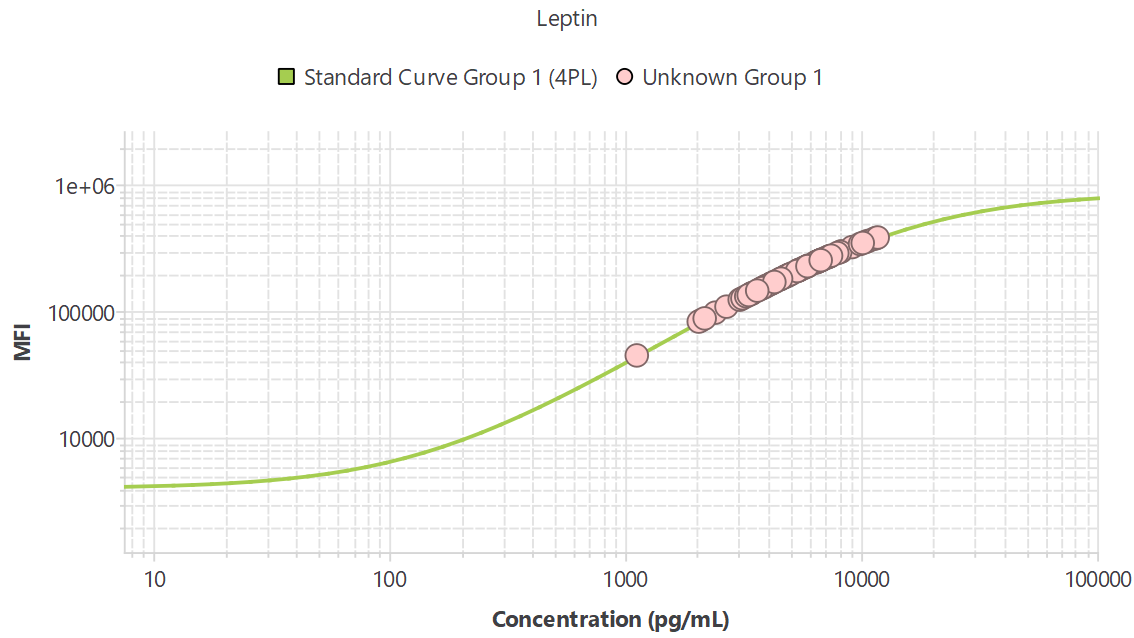 Leptin
Standard Curve Group 1 (4PL) Unknown Group 1
1e+06
100000
10000
MFI
10 100 1000 10000 100000
Concentration (pg/mL)